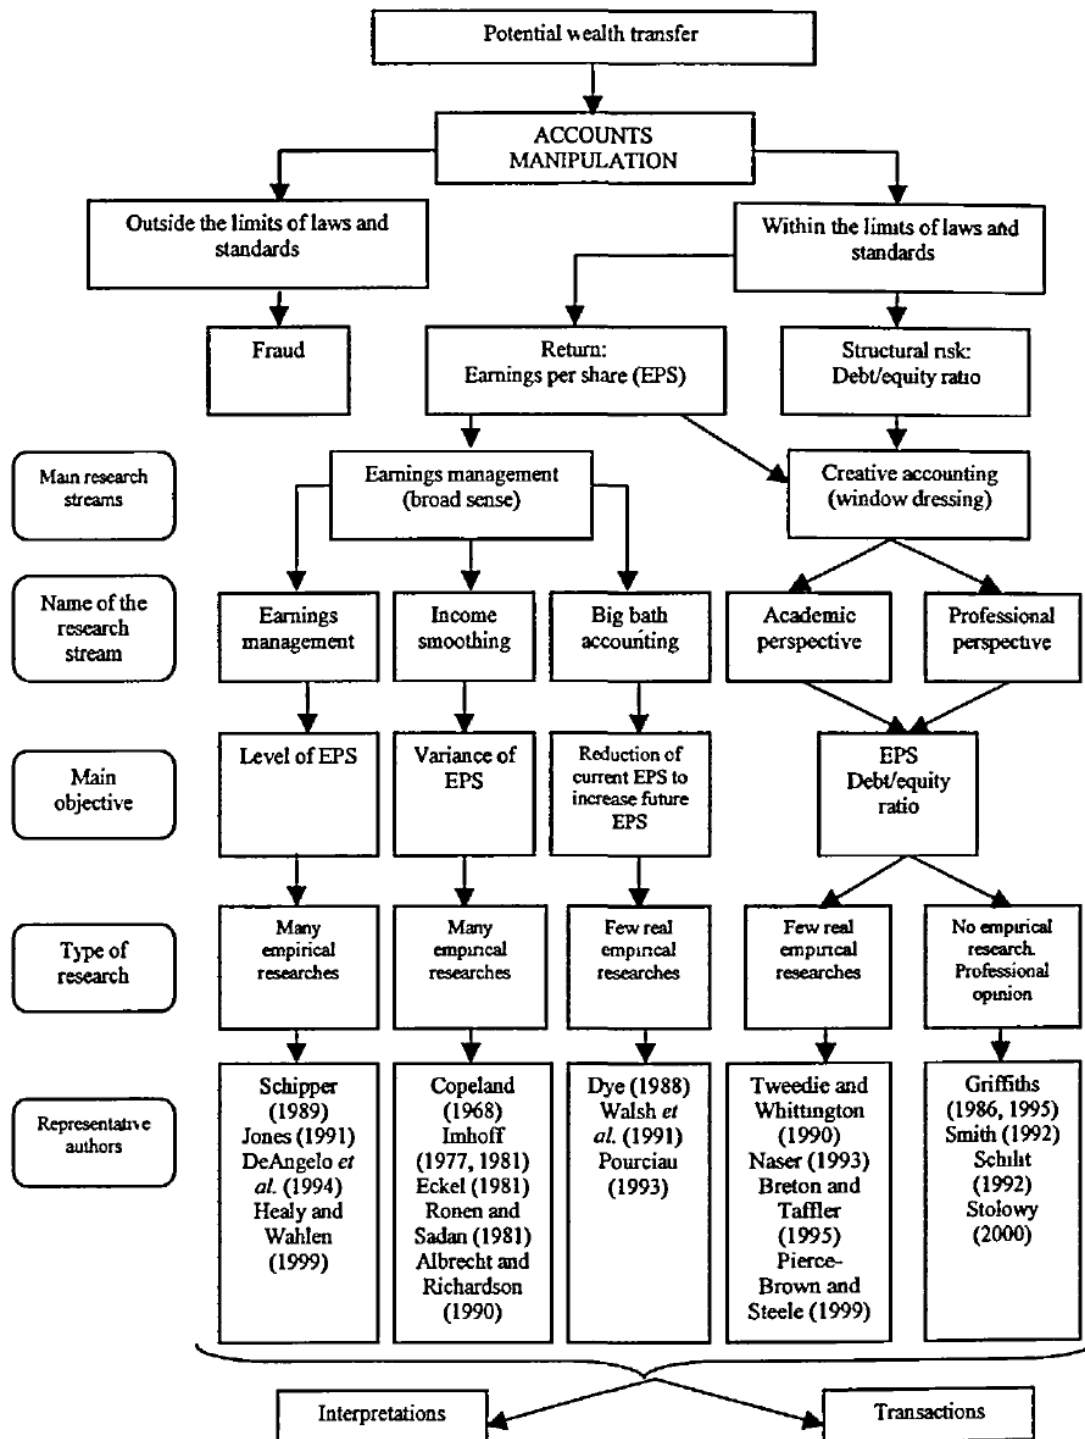 Potential wealth transfer
ACCOUNTS
MANIPULATION
Outside the limits of laws and
standards
Within the limits of laws and
standards
Fraud
Return:
Earnings per share (EPS)
Structural risk:
Debt/equity ratio
Main research
streams
Earnings management
(broad sense)
Creative accounting
(window dressing)
Name of the
research
stream
Earnings
management
Income
smoothing
Big bath
accounting
Academic
perspective
Professional
perspective
Main
objective
Level of EPS
Variance of
EPS
Reduction of
current EPS to
increase future
EPS
EPS
Debt/equity
ratio
Type of
research
Many
empirical
researches
Many
empirical
researches
Few real
empirical
researches
Few real
empirical
researches
No empirical
research.
Professional
opinion
Representative
authors
Schipper
(1989)
Jones (1991)
DeAngelo et
al. (1994)
Healy and
Wahlen
(1999)
Copeland
(1968)
Imhoff
(1977, 1981)
Eckel (1981)
Ronen and
Sadan (1981)
Albrecht and
Richardson
(1990)
Dye (1988)
Walsh et
al. (1991)
Pourciau
(1993)
Tweedie and
Whittington
(1990)
Naser (1993)
Breton and
Taffler
(1995)
Pierce-
Brown and
Steele (1999)
Griffiths
(1986, 1995)
Smith (1992)
Schilit
(1992)
Stolowy
(2000)
Interpretations
Transactions